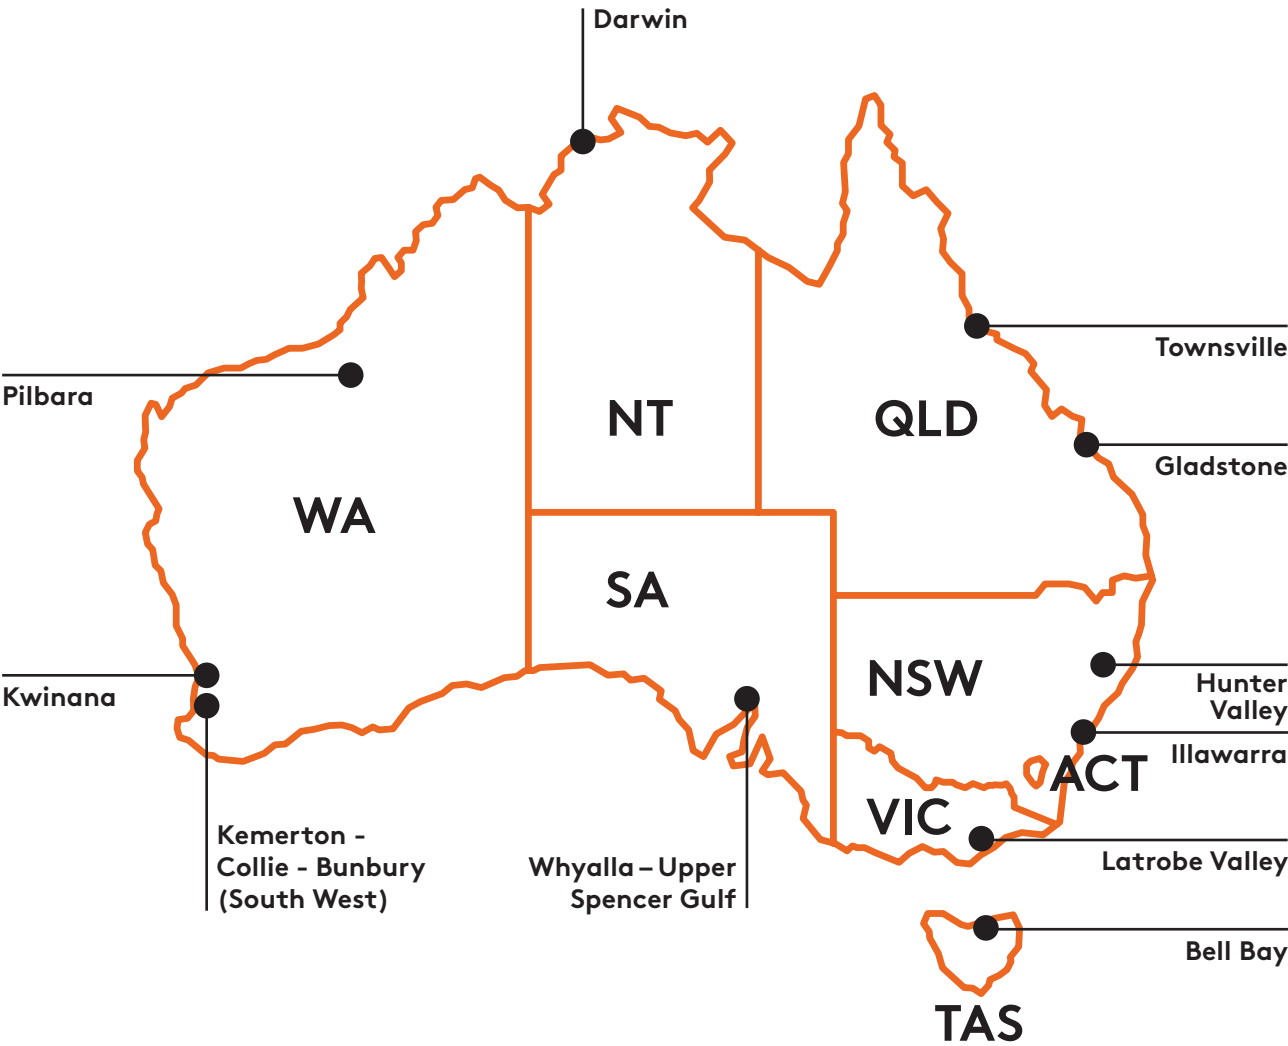 Darwin
Townsville
Pilbara
NT
QLD
Gladstone
WA
SA
NSW
Kwinana
Hunter
Valley
Illawarra
ACT
VIC
Kemerton -
Collie - Bunbury
(South West)
Whyalla – Upper
Spencer Gulf
Latrobe Valley
Bell Bay
TAS